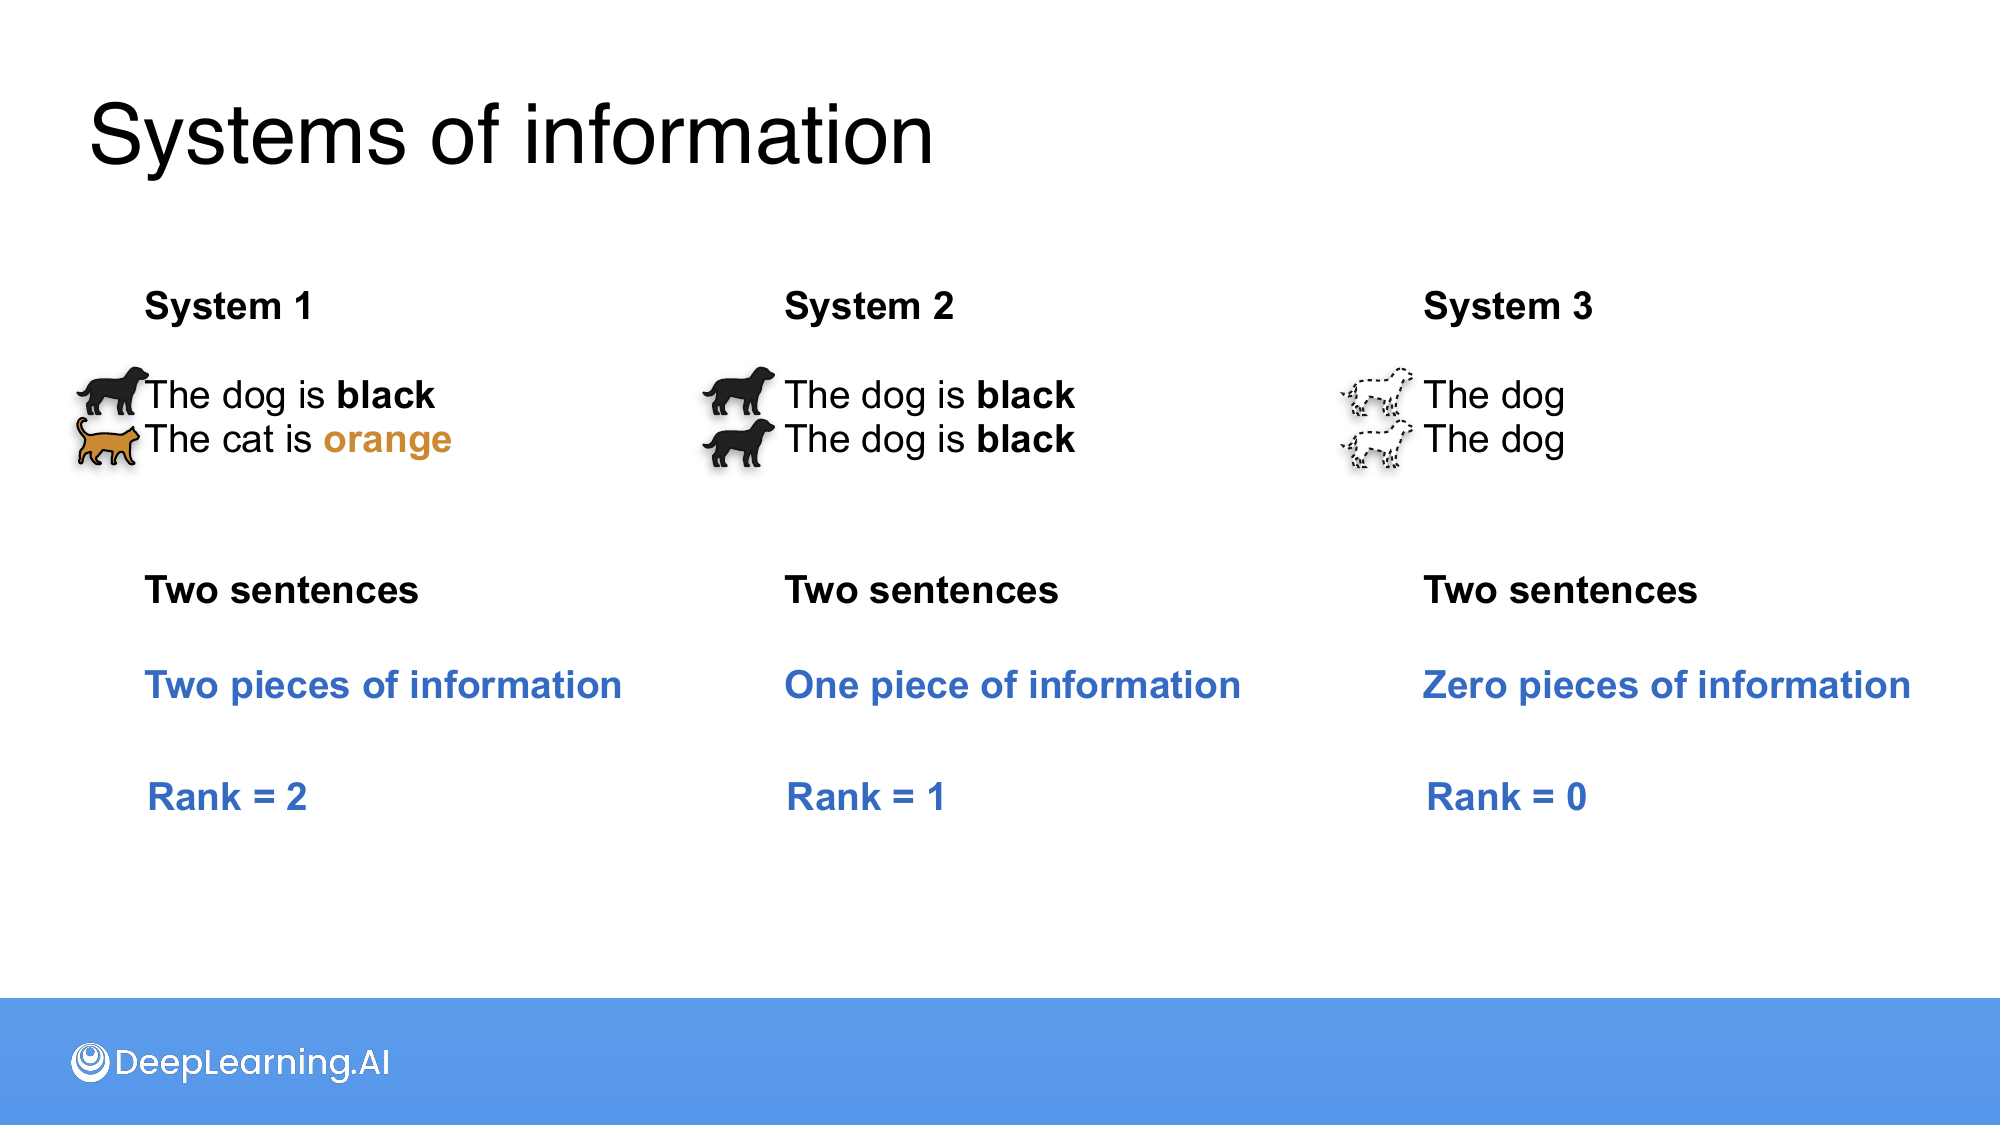 Systems of information
System 1
The dog is black
The cat is orange
Two sentences
Two pieces of information
Rank = 2
System 2
The dog is black
The dog is black
Two sentences
One piece of information
Rank = 1
System 3
The dog
The dog
Two sentences
Zero pieces of information
Rank = 0
DeepLearning.AI